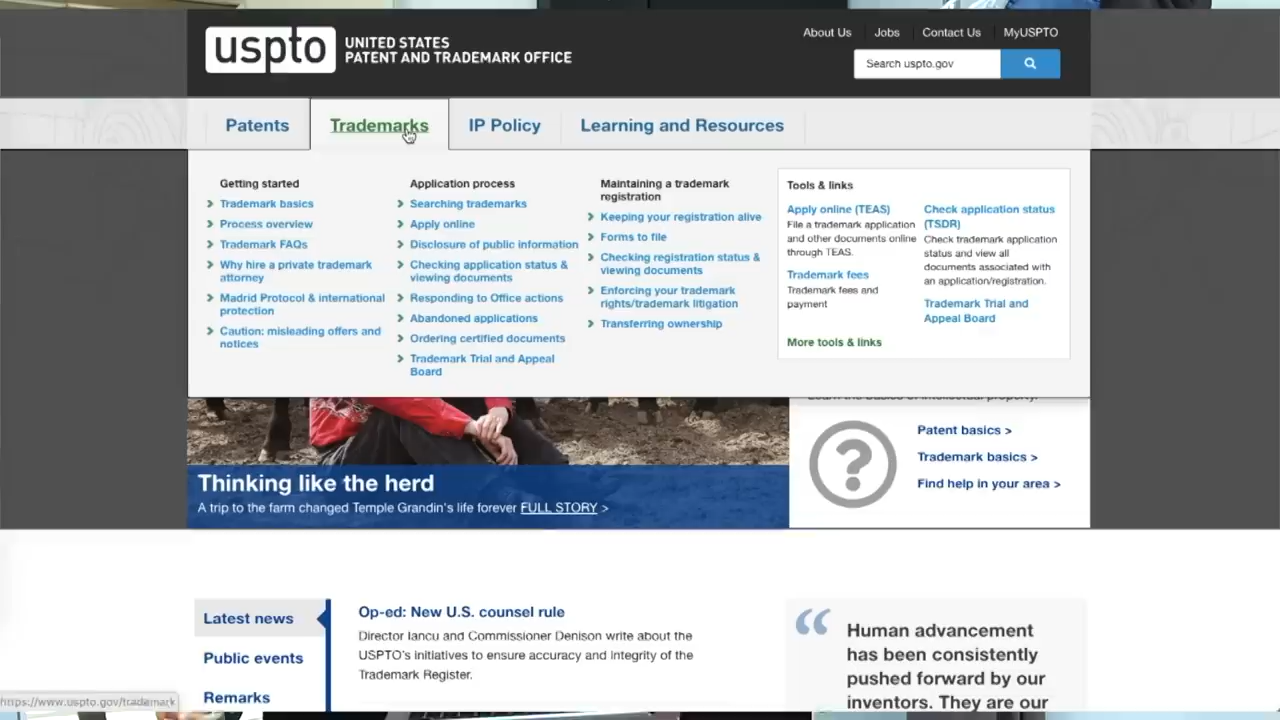 uspto
UNITED STATES
PATENT AND TRADEMARK OFFICE
About Us
Jobs
Contact Us
MyUSPTO
Search uspto.gov
Patents
Trademarks
IP Policy
Learning and Resources
Getting started
Trademark basics
Process overview
Trademark FAQs
Why hire a private trademark
attorney
Madrid Protocol & international
protection
Caution: misleading offers and
notices
Application process
Searching trademarks
Apply online
Disclosure of public information
Checking application status &
viewing documents
Responding to Office actions
Abandoned applications
Ordering certified documents
Trademark Trial and Appeal
Board
Maintaining a trademark
registration
Keeping your registration alive
Forms to file
Checking registration status &
viewing documents
Enforcing your trademark
rights/trademark litigation
Transferring ownership
Tools & links
Apply online (TEAS)
File a trademark application
and other documents online
through TEAS.
Trademark fees
Trademark fees and
payment
More tools & links
Check application status
(TSDR)
Check trademark application
status and view all
documents associated with
an application/registration.
Trademark Trial and
Appeal Board
Learn the basics of intellectual property.
Patent basics >
Trademark basics >
Find help in your area >
Thinking like the herd
A trip to the farm changed Temple Grandin's life forever FULL STORY >
Latest news
Public events
Remarks
Op-ed: New U.S. counsel rule
Director Iancu and Commissioner Denison write about the
USPTO's initiatives to ensure accuracy and integrity of the
Trademark Register.
“
Human advancement
has been consistently
pushed forward by our
inventors. They are our
https://www.uspto.gov/trademark